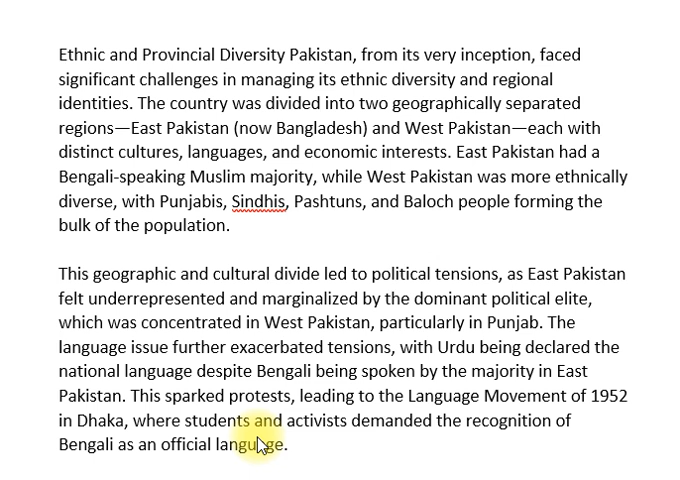 Ethnic and Provincial Diversity Pakistan, from its very inception, faced
significant challenges in managing its ethnic diversity and regional
identities. The country was divided into two geographically separated
regions—East Pakistan (now Bangladesh) and West Pakistan—each with
distinct cultures, languages, and economic interests. East Pakistan had a
Bengali-speaking Muslim majority, while West Pakistan was more ethnically
diverse, with Punjabis, Sindhis, Pashtuns, and Baloch people forming the
bulk of the population.
This geographic and cultural divide led to political tensions, as East Pakistan
felt underrepresented and marginalized by the dominant political elite,
which was concentrated in West Pakistan, particularly in Punjab. The
language issue further exacerbated tensions, with Urdu being declared the
national language despite Bengali being spoken by the majority in East
Pakistan. This sparked protests, leading to the Language Movement of 1952
in Dhaka, where students and activists demanded the recognition of
Bengali as an official language.